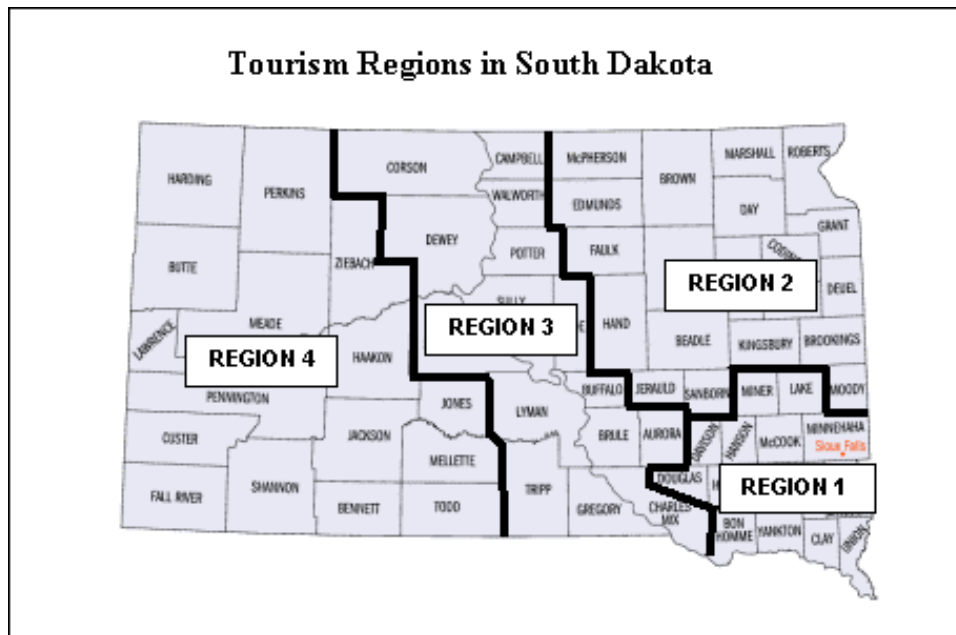 Tourism Regions in South Dakota
HARDING
PERKINS
CORSON
CAMPBELL
McPHERSON
BROWN
MARSHALL
ROBERTS
WALWORTH
EDMUNDS
DAY
GRANT
BUTTE
ZIEBACH
DEWEY
POTTER
FAULK
DEUEL
REGION 2
LAWRENCE
MEADE
HAAKON
REGION 3
HAND
BEADLE
KINGSBURY
BROOKINGS
REGION 4
PENNINGTON
JONES
LYMAN
BUFFALO
JERAULD
SANBORN
MINER
LAKE
MOODY
CUSTER
JACKSON
BRULE
AURORA
DAVISON
HANSON
McCOOK
MINNEHAHA
Sioux Falls
FALL RIVER
SHANNON
BENNETT
MELLETTE
TODD
TRIPP
GREGORY
DOUGLAS
CHARLES
MIX
REGION 1
BON
HOMME
YANKTON
CLAY
UNION